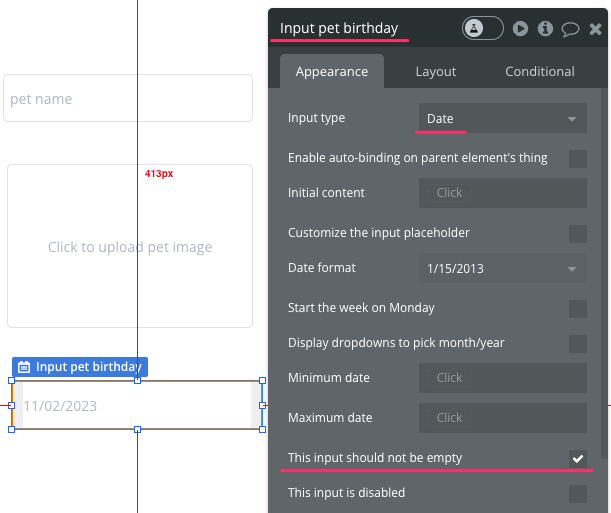 Input pet birthday
Appearance
Layout
Conditional
pet name
Input type
Date
Enable auto-binding on parent element's thing
413px
Initial content
Click
Customize the input placeholder
Click to upload pet image
Date format
1/15/2013
Start the week on Monday
Display dropdowns to pick month/year
Input pet birthday
Minimum date
Click
11/02/2023
Maximum date
Click
This input should not be empty
This input is disabled